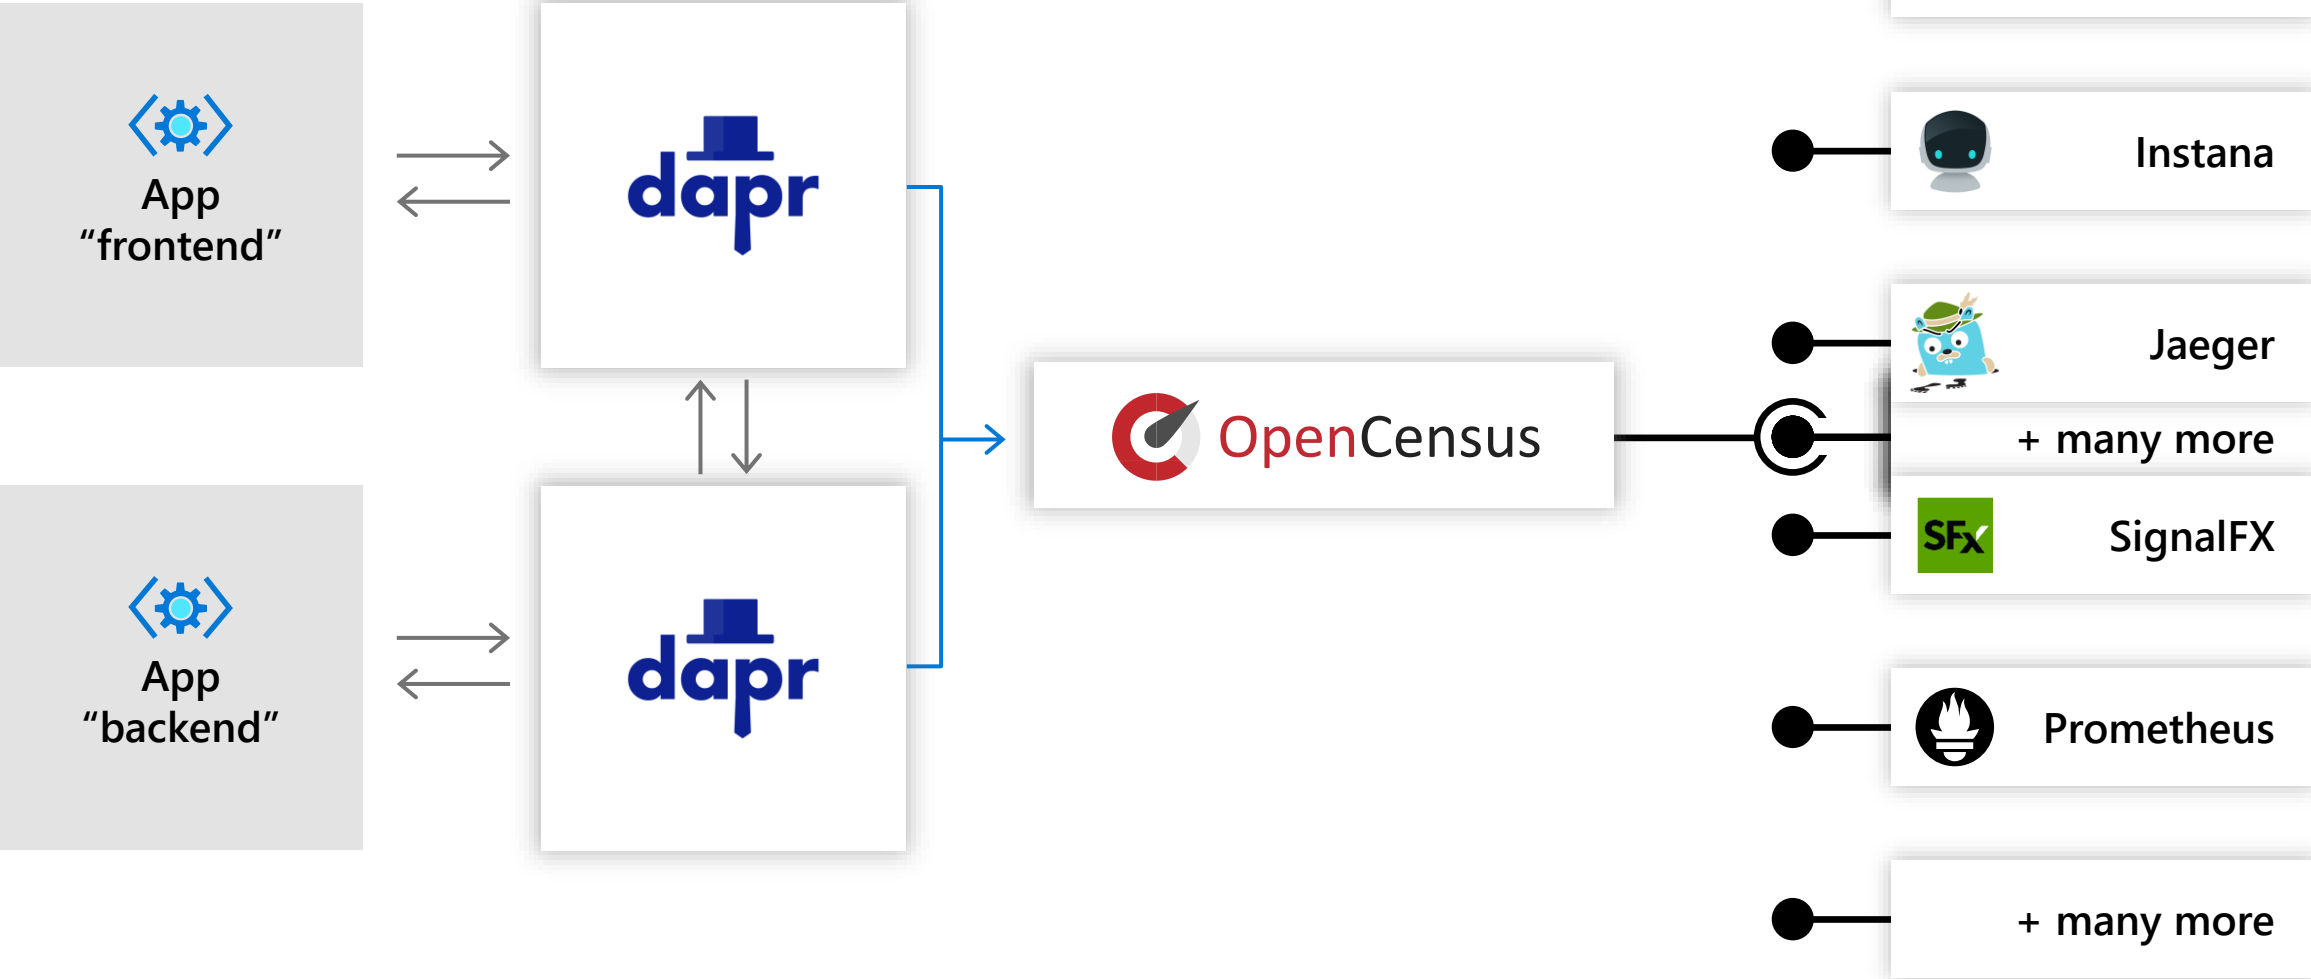 App
“frontend”
dapr
App
“backend”
dapr
OpenCensus
Instana
Jaeger
+ many more
SFx
SignalFX
Prometheus
+ many more